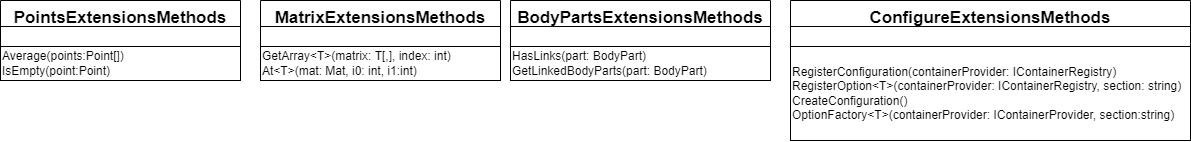 PointsExtensionsMethods
Average(points:Point[])
IsEmpty(point:Point)
MatrixExtensionsMethods
GetArray<T>(matrix: T[,], index: int)
At<T>(mat: Mat, i0: int, i1:int)
BodyPartsExtensionsMethods
HasLinks(part: BodyPart)
GetLinkedBodyParts(part: BodyPart)
ConfigureExtensionsMethods
RegisterConfiguration(containerProvider: IContainerRegistry)
RegisterOption<T>(containerProvider: IContainerRegistry, section: string)
CreateConfiguration()
OptionFactory<T>(containerProvider: IContainerProvider, section:string)